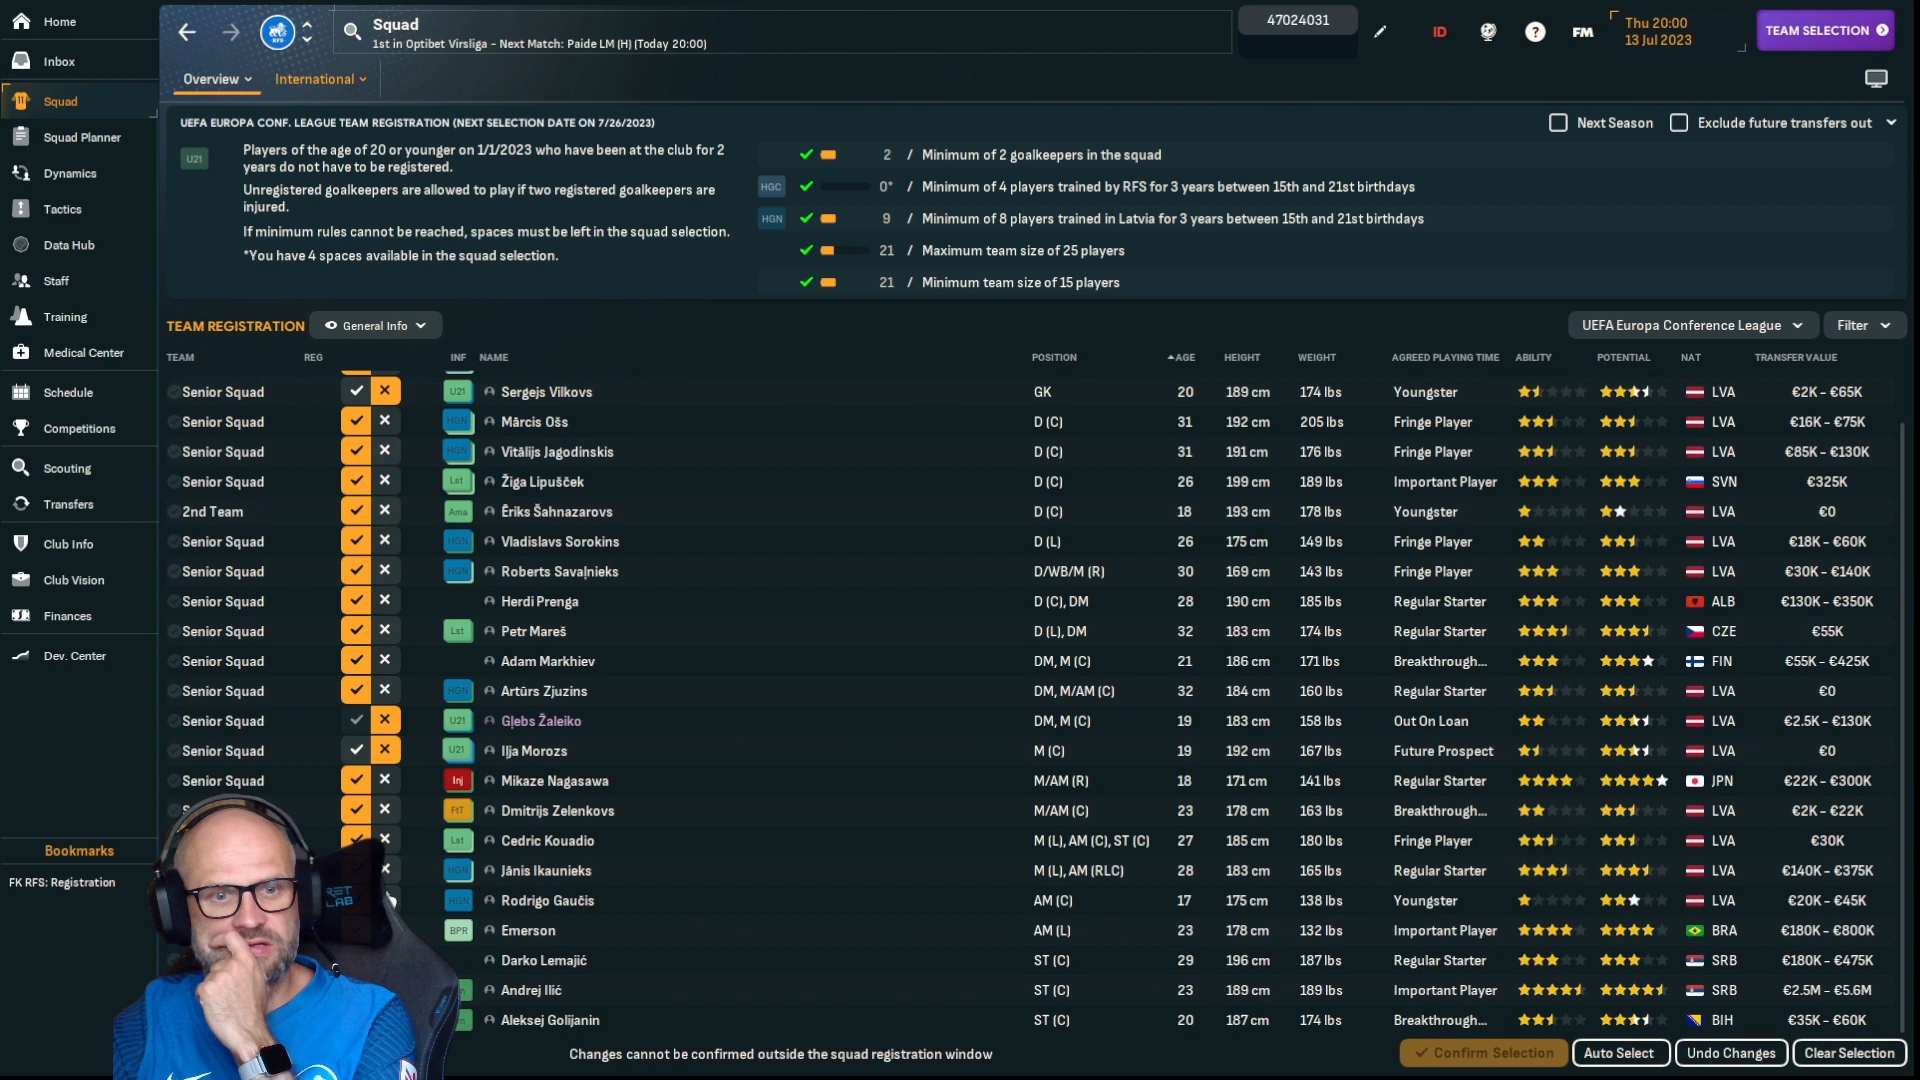 Home
Inbox
Squad
Squad Planner
Dynamics
Tactics
Data Hub
Staff
Training
Medical Center
Schedule
Competitions
Scouting
Transfers
Club Info
Club Vision
Finances
Dev. Center
Bookmarks
FK RFS: Registration
RFS
Squad
1st in Optibet Virsliga - Next Match: Paide LM (H) (Today 20:00)
47024031
ID
?
FM
Thu 20:00
13 Jul 2023
TEAM SELECTION
Overview
International
UEFA EUROPA CONF. LEAGUE TEAM REGISTRATION (NEXT SELECTION DATE ON 7/26/2023)
Next Season
Exclude future transfers out
U21
Players of the age of 20 or younger on 1/1/2023 who have been at the club for 2
years do not have to be registered.
Unregistered goalkeepers are allowed to play if two registered goalkeepers are
injured.
If minimum rules cannot be reached, spaces must be left in the squad selection.
*You have 4 spaces available in the squad selection.
2 / Minimum of 2 goalkeepers in the squad
HGC 0* / Minimum of 4 players trained by RFS for 3 years between 15th and 21st birthdays
HGN 9 / Minimum of 8 players trained in Latvia for 3 years between 15th and 21st birthdays
21 / Maximum team size of 25 players
21 / Minimum team size of 15 players
TEAM REGISTRATION
General Info
UEFA Europa Conference League
Filter
TEAM REG INF NAME POSITION AGE HEIGHT WEIGHT AGREED PLAYING TIME ABILITY POTENTIAL NAT TRANSFER VALUE
Senior Squad U21 Sergejs Vilkovs GK 20 189 cm 174 lbs Youngster LVA €2K - €65K
Senior Squad HGN Mārcis Ošs D (C) 31 192 cm 205 lbs Fringe Player LVA €16K - €75K
Senior Squad HGN Vitālijs Jagodinskis D (C) 31 191 cm 176 lbs Fringe Player LVA €85K - €130K
Senior Squad Lst Žiga Lipušček D (C) 26 199 cm 189 lbs Important Player SVN €325K
2nd Team Ama Ēriks Šahnazarovs D (C) 18 193 cm 178 lbs Youngster LVA €0
Senior Squad HGN Vladislavs Sorokins D (L) 26 175 cm 149 lbs Fringe Player LVA €18K - €60K
Senior Squad HGN Roberts Savaļnieks D/WB/M (R) 30 169 cm 143 lbs Fringe Player LVA €30K - €140K
Senior Squad Herdi Prenga D (C), DM 28 190 cm 185 lbs Regular Starter ALB €130K - €350K
Senior Squad Lst Petr Mareš D (L), DM 32 183 cm 174 lbs Regular Starter CZE €55K
Senior Squad Adam Markhiev DM, M (C) 21 186 cm 171 lbs Breakthrough... FIN €55K - €425K
Senior Squad HGN Artūrs Zjuzins DM, M/AM (C) 32 184 cm 160 lbs Regular Starter LVA €0
Senior Squad U21 Gļebs Žaleiko DM, M (C) 19 183 cm 158 lbs Out On Loan LVA €2.5K - €130K
Senior Squad U21 Iļja Morozs M (C) 19 192 cm 167 lbs Future Prospect LVA €0
Senior Squad Inj Mikaze Nagasawa M/AM (R) 18 171 cm 141 lbs Regular Starter JPN €22K - €300K
FtT Dmitrijs Zelenkovs M/AM (C) 23 178 cm 163 lbs Breakthrough... LVA €2K - €22K
Lst Cedric Kouadio M (L), AM (C), ST (C) 27 185 cm 180 lbs Fringe Player LVA €30K
HGN Jānis Ikaunieks M (L), AM (RLC) 28 183 cm 165 lbs Regular Starter LVA €140K - €375K
HGN Rodrigo Gaučis AM (C) 17 175 cm 138 lbs Youngster LVA €20K - €45K
BPR Emerson AM (L) 23 178 cm 132 lbs Important Player BRA €180K - €800K
Darko Lemajić ST (C) 29 196 cm 187 lbs Regular Starter SRB €180K - €475K
Andrej Ilić ST (C) 23 189 cm 189 lbs Important Player SRB €2.5M - €5.6M
Aleksej Golijanin ST (C) 20 187 cm 174 lbs Breakthrough... BIH €35K - €60K
Changes cannot be confirmed outside the squad registration window
Confirm Selection
Auto Select
Undo Changes
Clear Selection